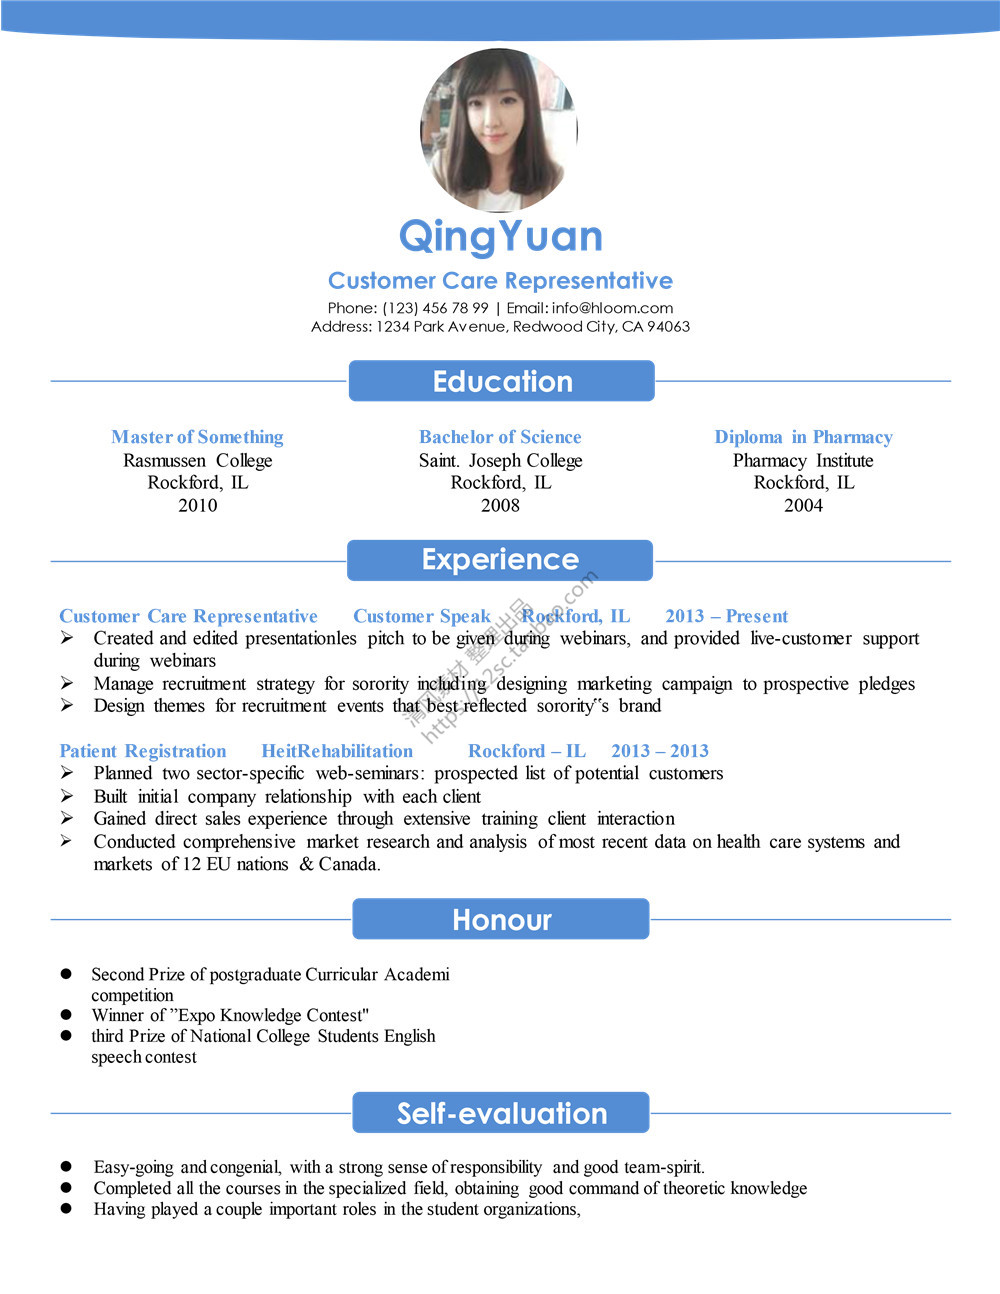 QingYuan
Customer Care Representative
Phone: (123) 456 78 99 | Email: info@hloom.com
Address: 1234 Park Avenue, Redwood City, CA 94063
Education
Master of Something
Rasmussen College
Rockford, IL
2010
Bachelor of Science
Saint. Joseph College
Rockford, IL
2008
Diploma in Pharmacy
Pharmacy Institute
Rockford, IL
2004
Experience
Customer Care Representative Customer Speak Rockford, IL 2013 – Present
➢ Created and edited presentationles pitch to be given during webinars, and provided live-customer support
during webinars
➢ Manage recruitment strategy for sorority including designing marketing campaign to prospective pledges
➢ Design themes for recruitment events that best reflected sorority‟s brand
Patient Registration HeitRehabilitation Rockford – IL 2013 – 2013
➢ Planned two sector-specific web-seminars: prospected list of potential customers
➢ Built initial company relationship with each client
➢ Gained direct sales experience through extensive training client interaction
➢ Conducted comprehensive market research and analysis of most recent data on health care systems and
markets of 12 EU nations & Canada.
清风素材 整理出品
Honour
● Second Prize of postgraduate Curricular Academi
competition
● Winner of ”Expo Knowledge Contest"
● third Prize of National College Students English
speech contest
Self-evaluation
● Easy-going and congenial, with a strong sense of responsibility and good team-spirit.
● Completed all the courses in the specialized field, obtaining good command of theoretic knowledge
● Having played a couple important roles in the student organizations,